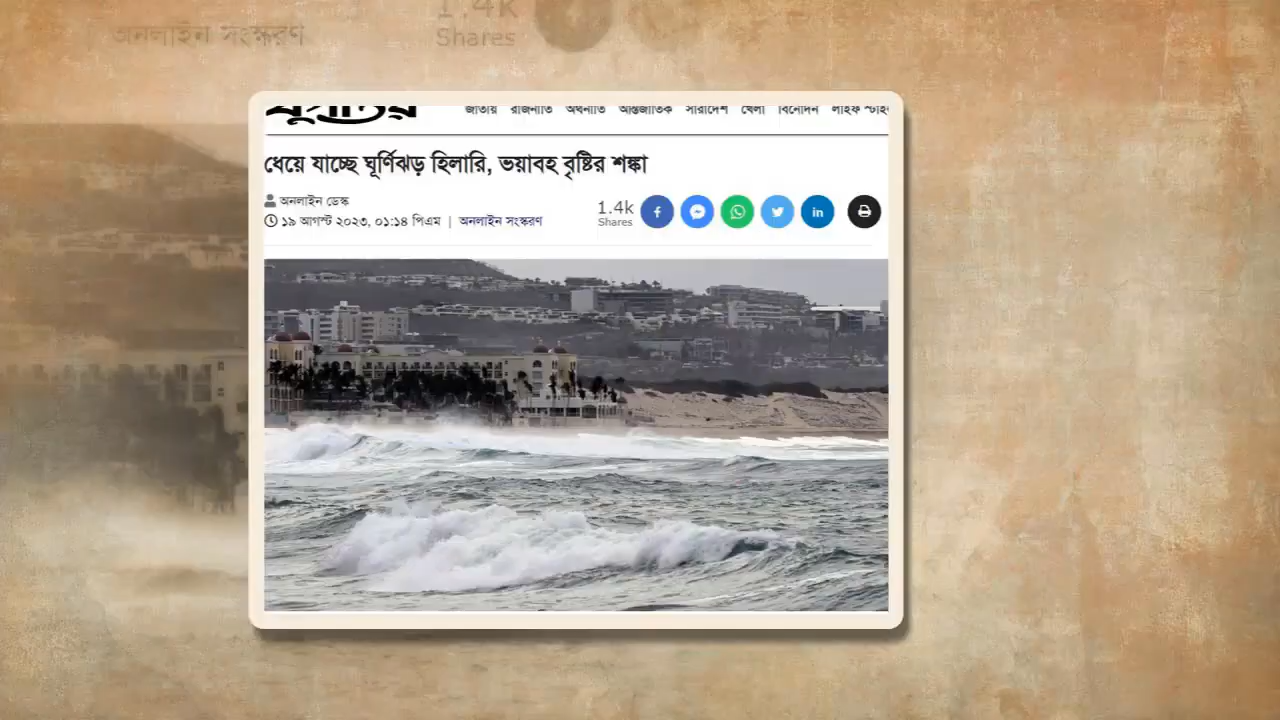 অনলাইন সংস্করণ
1.4k
Shares
যুগান্তর
জাতীয় রাজনীতি অর্থনীতি আন্তর্জাতিক সারাদেশ খেলা বিনোদন লাইফ স্টাই
ধেয়ে যাচ্ছে ঘূর্ণিঝড় হিলারি, ভয়াবহ বৃষ্টির শঙ্কা
অনলাইন ডেস্ক
১৯ আগস্ট ২০২৩, ০১:১৪ পিএম | অনলাইন সংস্করণ
1.4k
Shares